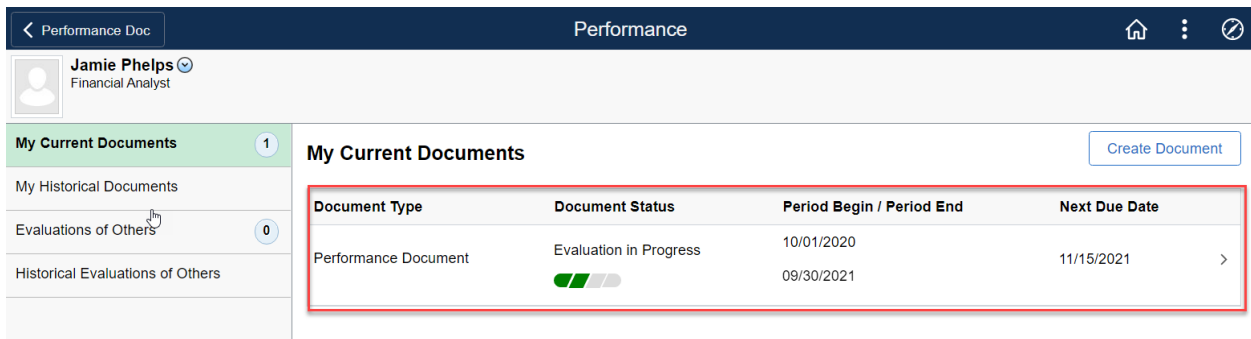 Performance Doc
Performance
Jamie Phelps
Financial Analyst
My Current Documents 1
My Historical Documents
Evaluations of Others 0
Historical Evaluations of Others
My Current Documents
Create Document
Document Type Document Status Period Begin / Period End Next Due Date
Performance Document Evaluation in Progress 10/01/2020 09/30/2021 11/15/2021